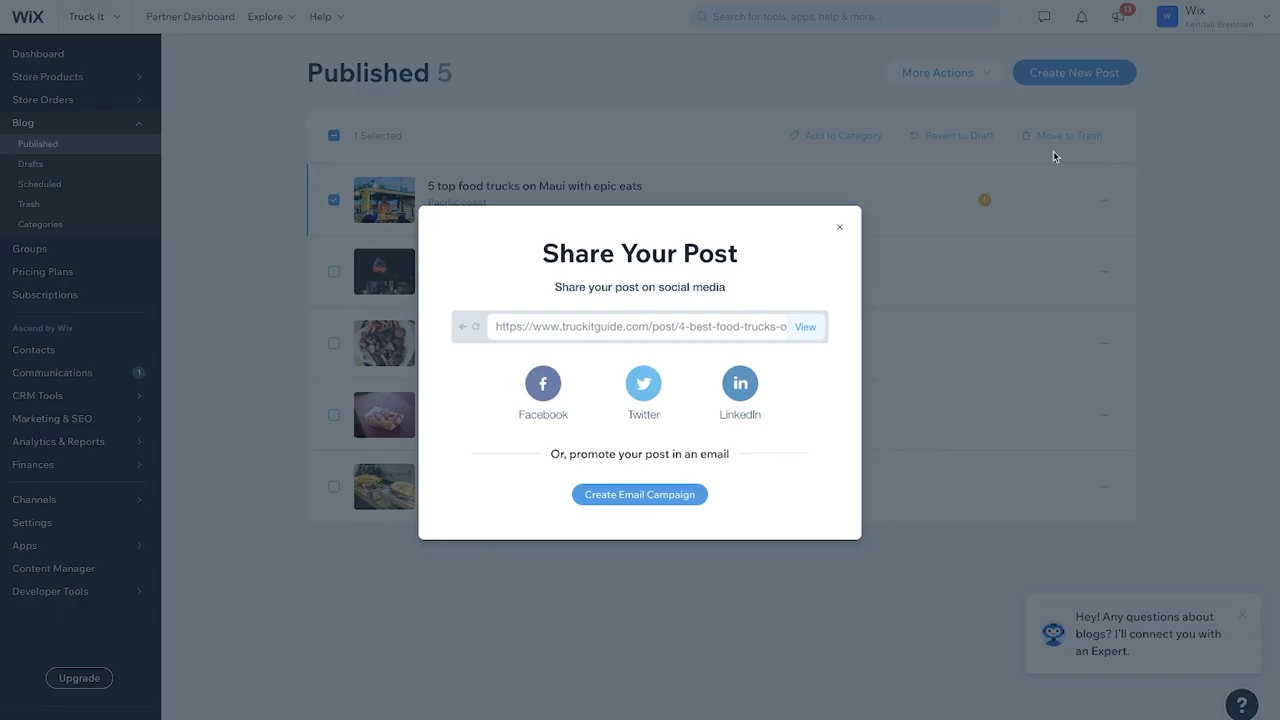 WiX
Truck It
Partner Dashboard
Explore
Help
Search for tools, apps, help & more...
13
W
Wix
Kendall Breitman
Dashboard
Store Products
Store Orders
Blog
Published
Drafts
Scheduled
Trash
Categories
Groups
Pricing Plans
Subscriptions
Ascend by Wix
Contacts
Communications
1
CRM Tools
Marketing & SEO
Analytics & Reports
Finances
Channels
Settings
Apps
Content Manager
Developer Tools
Upgrade
Published 5
More Actions
Create New Post
1 Selected
Add to Category
Revert to Draft
Move to Trash
5 top food trucks on Maui with epic eats
Pacific coast
Share Your Post
Share your post on social media
https://www.truckitguide.com/post/4-best-food-trucks-o
View
Facebook
Twitter
LinkedIn
Or, promote your post in an email
Create Email Campaign
Hey! Any questions about
blogs? I'll connect you with
an Expert.
?